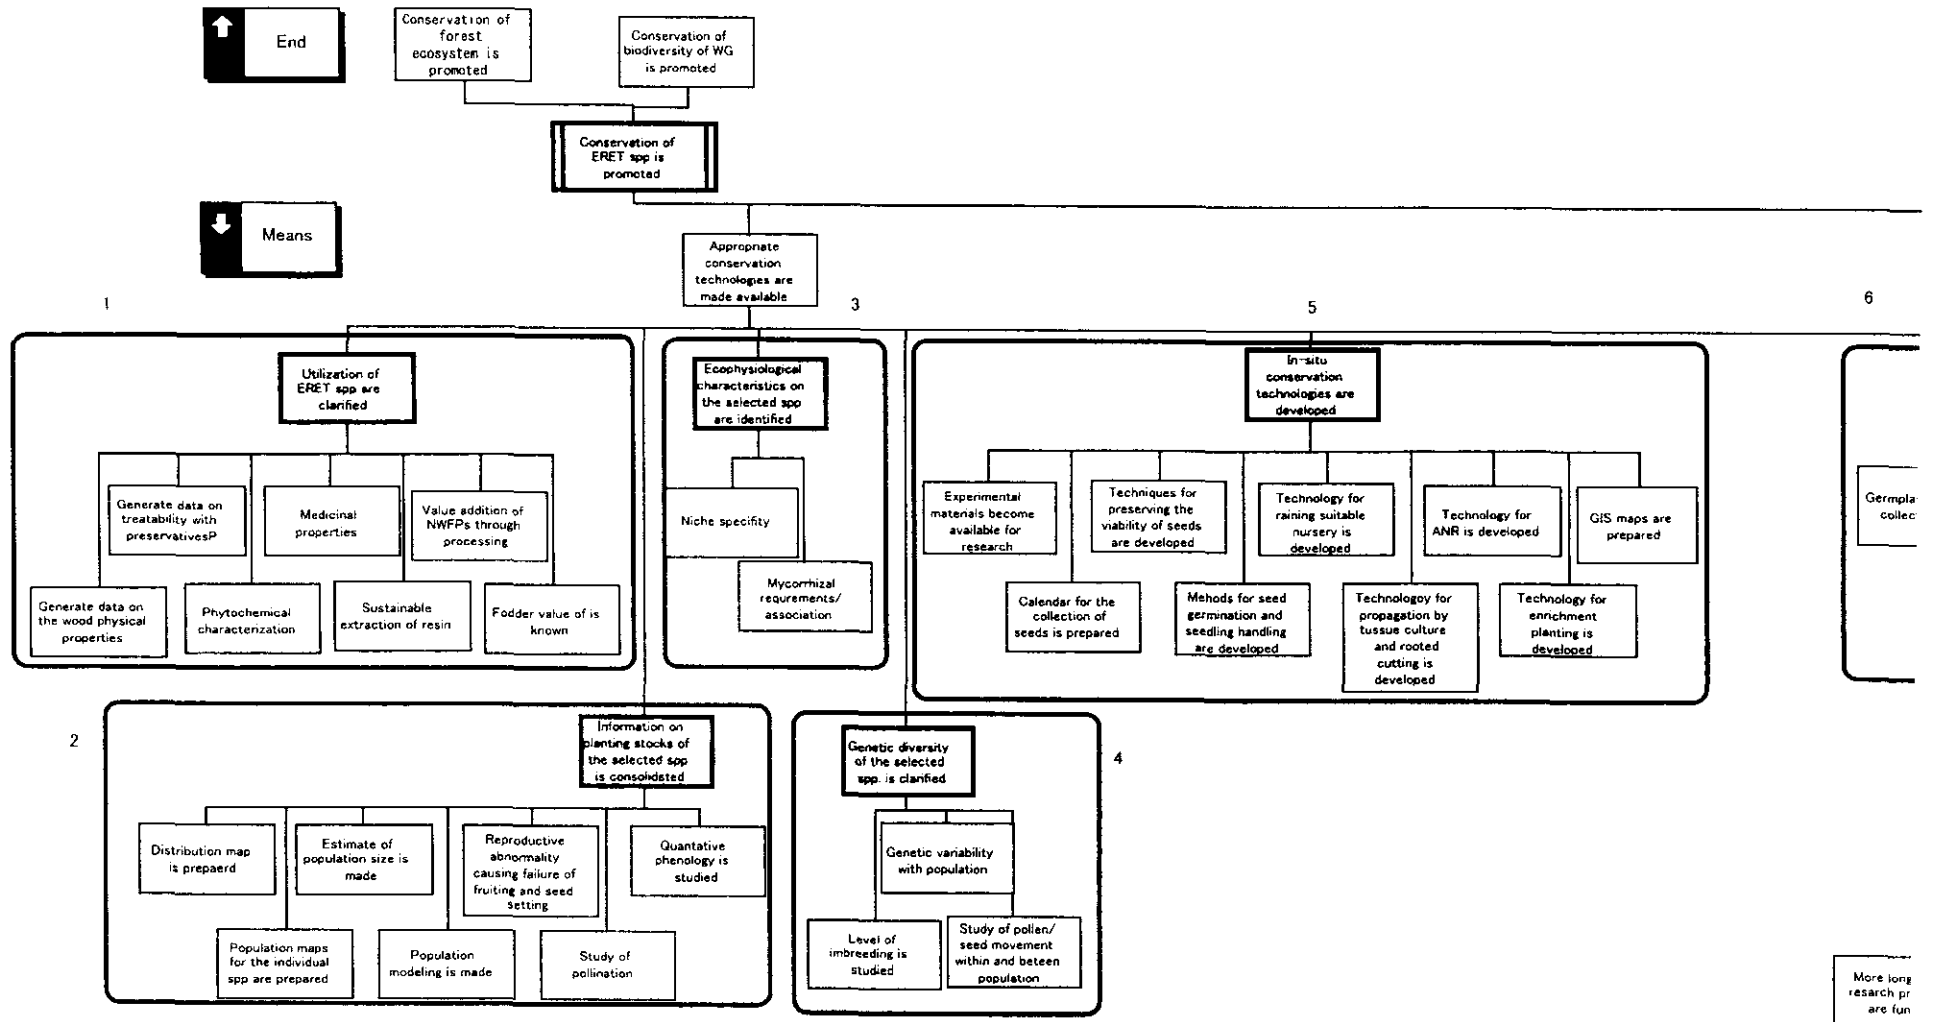 End
Conservation of
forest
ecosystem is
promoted
Conservation of
biodiversity of WG
is promoted
Conservation of
ERET spp is
promoted
Means
Appropriate
conservation
technologies are
made available
1
3
5
6
Utilization of
ERET spp are
clarified
Ecophysiological
characteristics on
the selected spp
are identified
In-situ
conservation
technologies are
developed
Generate data on
treatability with
preservativesP
Medicinal
properties
Value addition of
NWFPs through
processing
Generate data on
the wood physical
properties
Phytochemical
characterization
Sustainable
extraction of resin
Fodder value of is
known
Niche specifity
Mycorrhizal
requrements/
association
Experimental
materials become
available for
research
Techniques for
preserving the
viability of seeds
are developed
Technology for
raining suitable
nursery is
developed
Technology for
ANR is developed
GIS maps are
prepared
Calendar for the
collection of
seeds is prepared
Mehods for seed
germination and
seedling handling
are developed
Technologoy for
propagation by
tussue culture
and rooted
cutting is
developed
Technology for
enrichment
planting is
developed
Germpla
collec
2
Information on
planting stocks of
the selected spp
is consolidated
Distribution map
is prepaerd
Estimate of
population size is
made
Reproductive
abnormality
causing failure of
fruiting and seed
setting
Quantative
phenology is
studied
Population maps
for the individual
spp are prepared
Population
modeling is made
Study of
pollination
4
Genetic diversity
of the selected
spp. is clarified
Genetic variability
with population
Level of
imbreeding is
studied
Study of pollen/
seed movement
within and beteen
population
More long
resarch pr
are fun